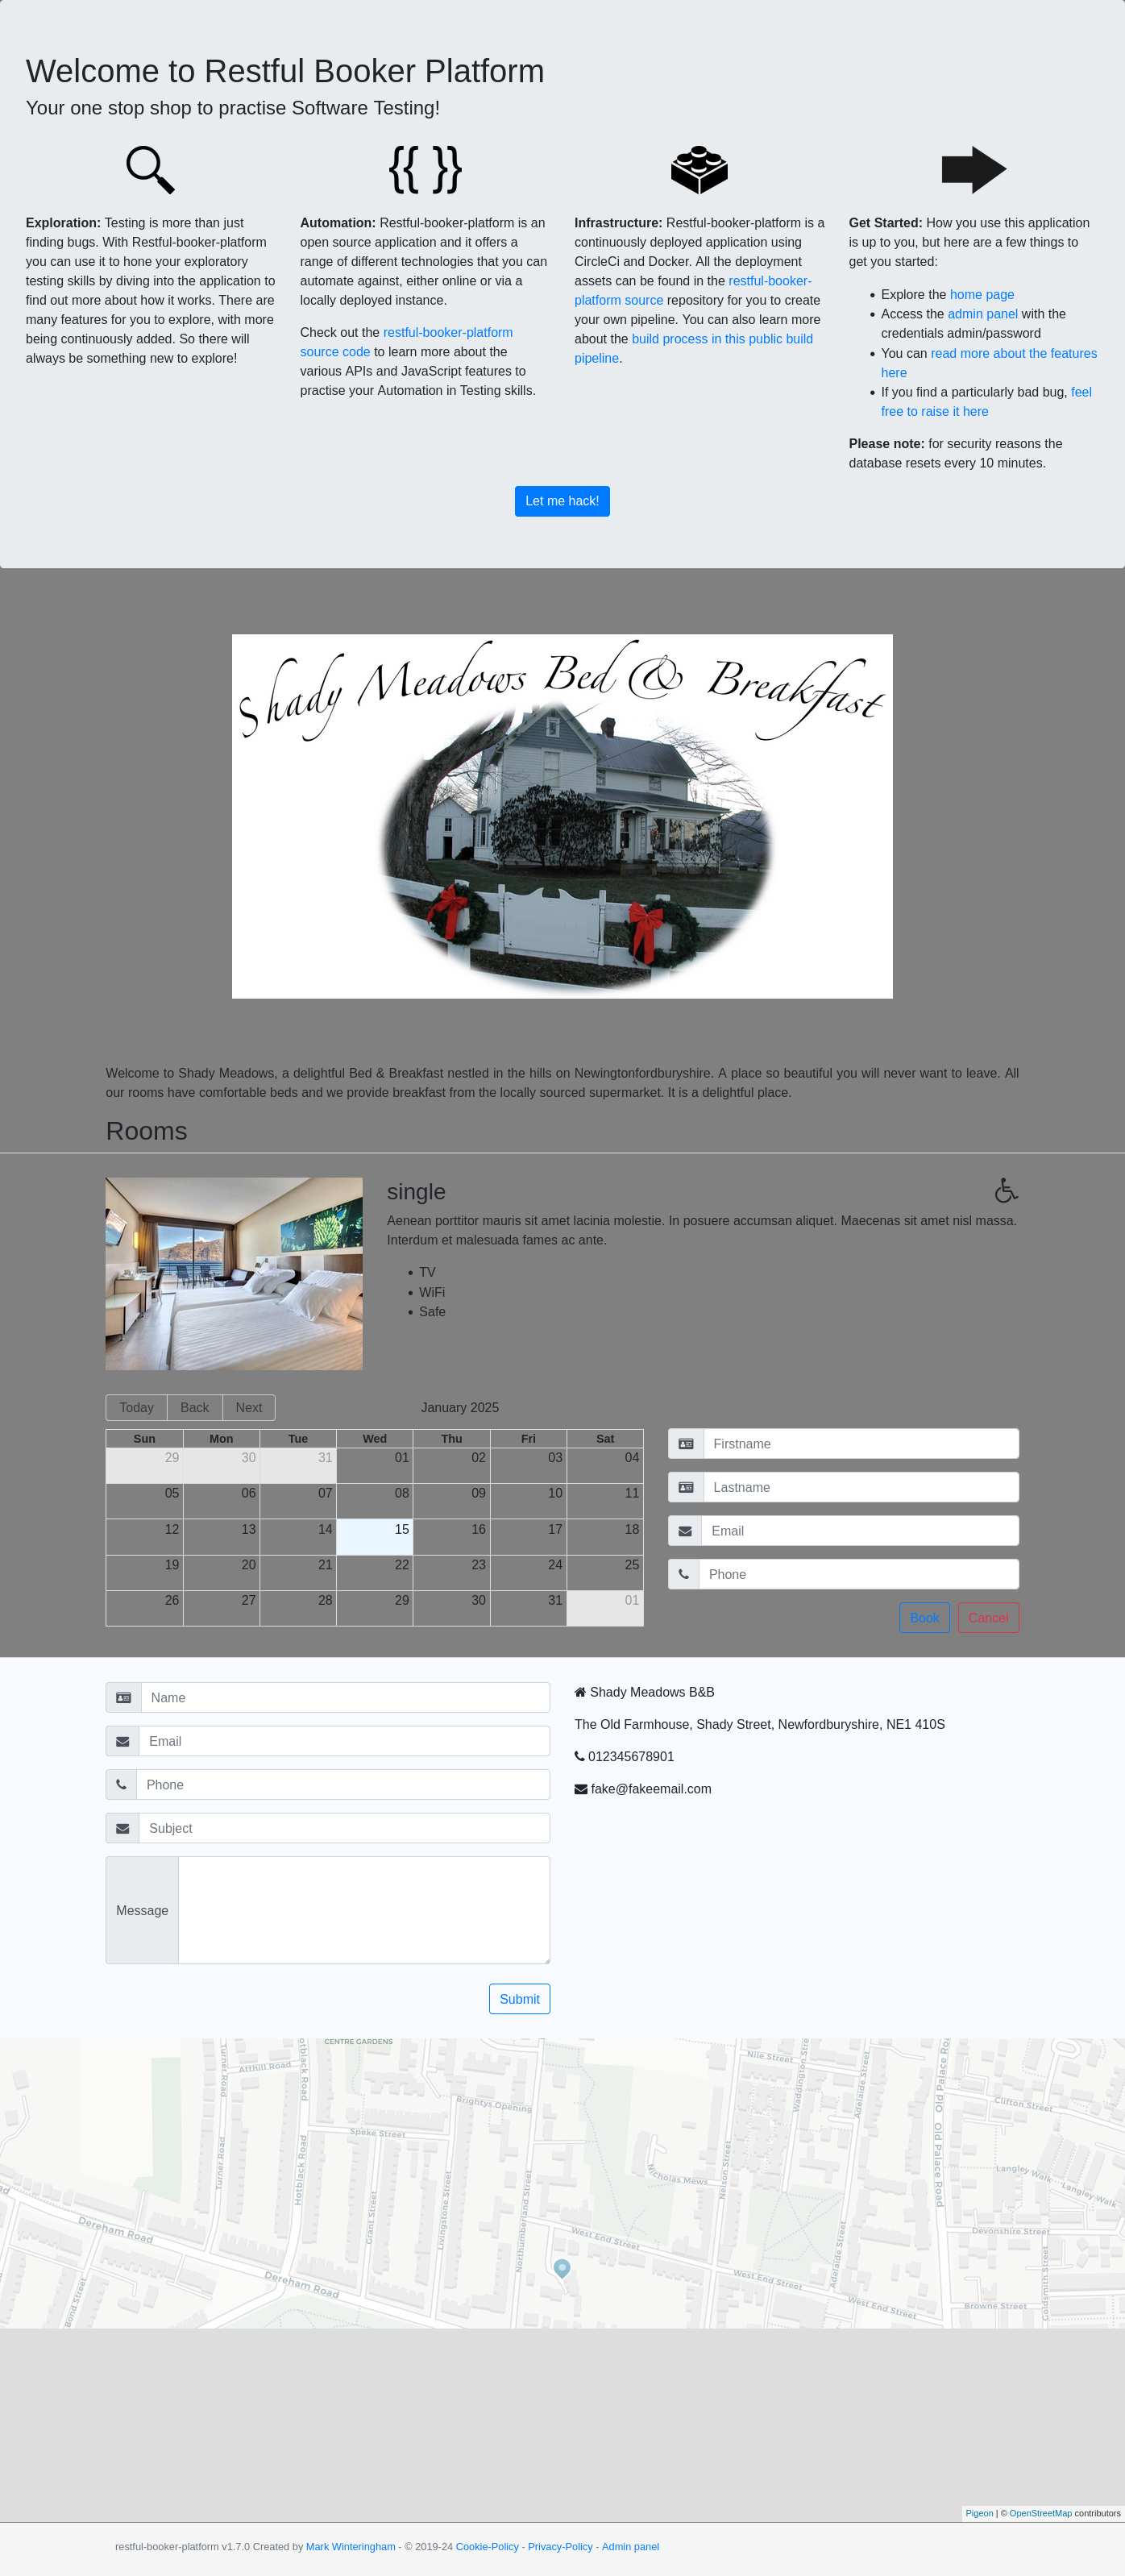 Welcome to Restful Booker Platform
Your one stop shop to practise Software Testing!
{{ }}
Exploration: Testing is more than just
finding bugs. With Restful-booker-platform
you can use it to hone your exploratory
testing skills by diving into the application to
find out more about how it works. There are
many features for you to explore, with more
being continuously added. So there will
always be something new to explore!
Automation: Restful-booker-platform is an
open source application and it offers a
range of different technologies that you can
automate against, either online or via a
locally deployed instance.
Check out the restful-booker-platform
source code to learn more about the
various APIs and JavaScript features to
practise your Automation in Testing skills.
Infrastructure: Restful-booker-platform is a
continuously deployed application using
CircleCi and Docker. All the deployment
assets can be found in the restful-booker-
platform source repository for you to create
your own pipeline. You can also learn more
about the build process in this public build
pipeline.
Get Started: How you use this application
is up to you, but here are a few things to
get you started:
Explore the home page
Access the admin panel with the
credentials admin/password
You can read more about the features
here
If you find a particularly bad bug, feel
free to raise it here
Please note: for security reasons the
database resets every 10 minutes.
Let me hack!
Shady Meadows Bed & Breakfast
Welcome to Shady Meadows, a delightful Bed & Breakfast nestled in the hills on Newingtonfordburyshire. A place so beautiful you will never want to leave. All
our rooms have comfortable beds and we provide breakfast from the locally sourced supermarket. It is a delightful place.
Rooms
single
Aenean porttitor mauris sit amet lacinia molestie. In posuere accumsan aliquet. Maecenas sit amet nisl massa.
Interdum et malesuada fames ac ante.
TV
WiFi
Safe
Today Back Next January 2025
Sun Mon Tue Wed Thu Fri Sat
29 30 31 01 02 03 04
05 06 07 08 09 10 11
12 13 14 15 16 17 18
19 20 21 22 23 24 25
26 27 28 29 30 31 01
Firstname
Lastname
Email
Phone
Book Cancel
Name
Email
Phone
Subject
Message
Submit
Shady Meadows B&B
The Old Farmhouse, Shady Street, Newfordburyshire, NE1 410S
012345678901
fake@fakeemail.com
CENTRE GARDENS
Atthill Road
Turner Road
Hotblack Road
Nile Street
Waddington Street
Adelaide Street
Old Palace Road
Brightys Opening
Clifton Street
Speke Street
Turner Road
Hotblack Road
Nicholas Mews
Nelson Street
Old Palace Road
Langley Walk
Langley Walk
Grant Street
Livingstone Street
Northumberland Street
Dereham Road
West End Street
Adelaide Street
Devonshire Street
Dereham Road
West End Street
West End Street
Bond Street
Browne Street
Goldsmith Street
Pigeon | © OpenStreetMap contributors
restful-booker-platform v1.7.0 Created by Mark Winteringham - © 2019-24 Cookie-Policy - Privacy-Policy - Admin panel